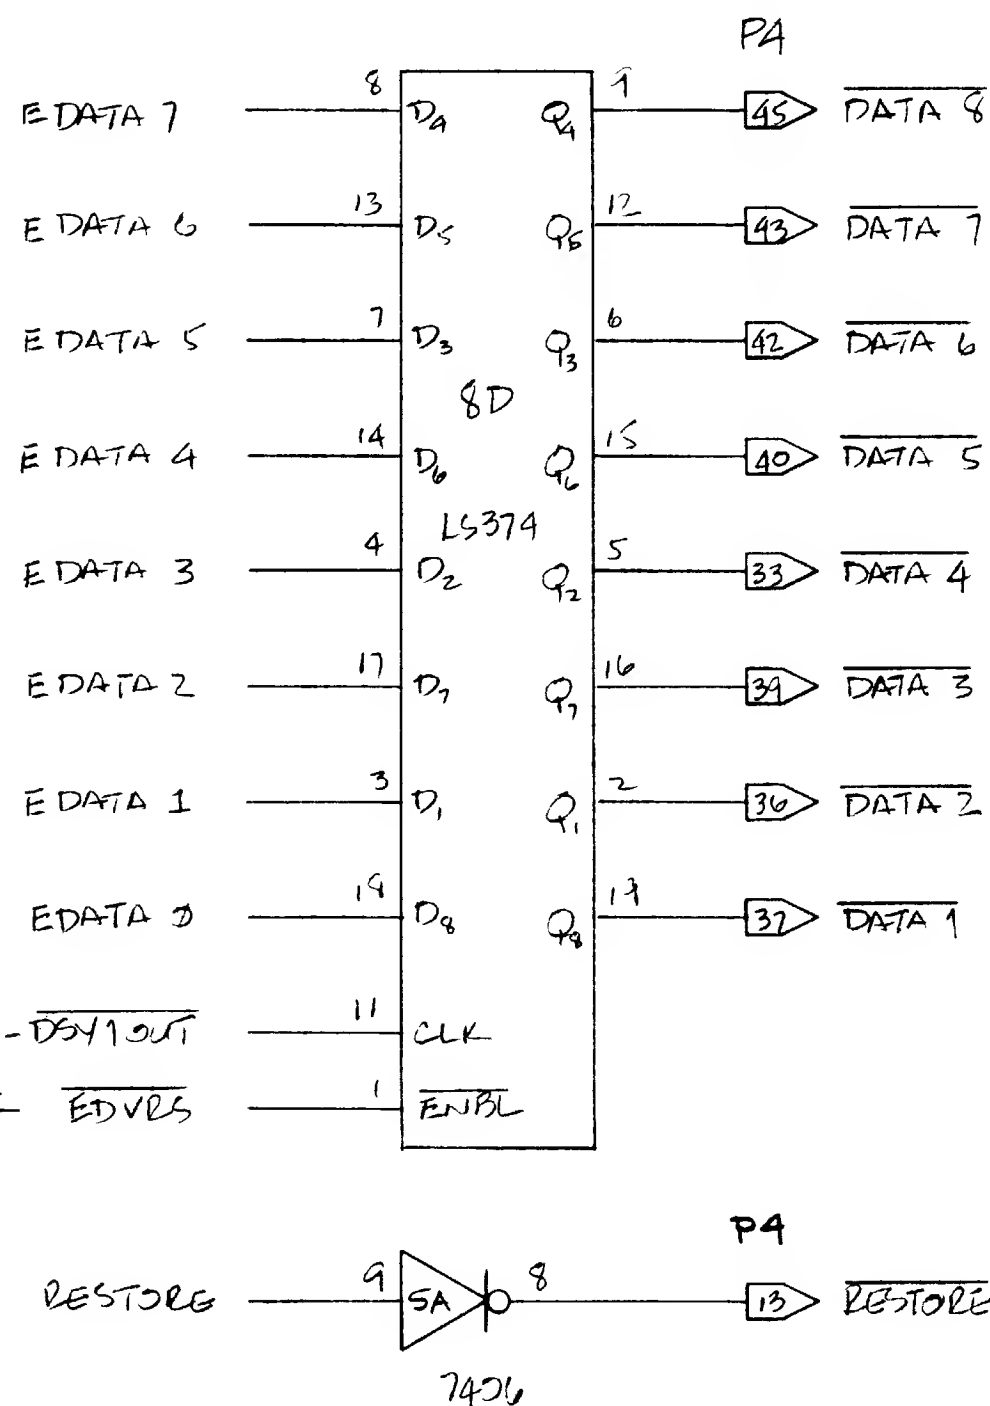 P4
EDATA 7 8 D4 Q4 9 45 DATA 8
EDATA 6 13 D5 Q5 12 43 DATA 7
EDATA 5 7 D3 Q3 6 42 DATA 6
8D
EDATA 4 14 D6 Q6 15 40 DATA 5
LS374
EDATA 3 4 D2 Q2 5 33 DATA 4
EDATA 2 17 D7 Q7 16 39 DATA 3
EDATA 1 3 D1 Q1 2 36 DATA 2
EDATA 0 18 D8 Q8 19 37 DATA 1
DSY1OUT 11 CLK
EDVRS 1 ENBL
P4
RESTORE 9 5A 8 13 RESTORE
7406